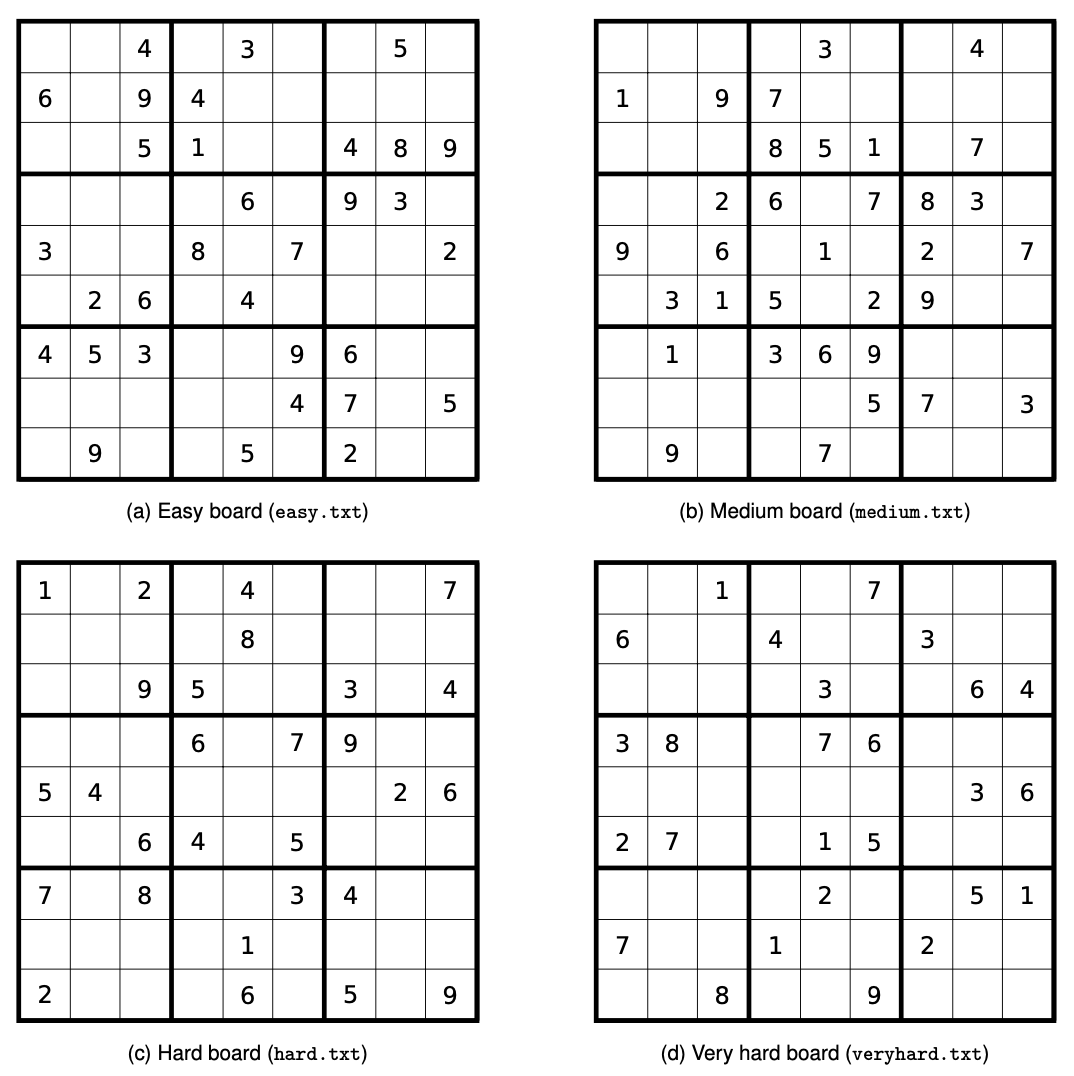 4 3 5
6 9 4
5 1 4 8 9
6 9 3
3 8 7 2
2 6 4
4 5 3 9 6
4 7 5
9 5 2
(a) Easy board (easy.txt)
3 4
1 9 7
8 5 1 7
2 6 7 8 3
9 6 1 2 7
3 1 5 2 9
1 3 6 9
5 7 3
9 7
(b) Medium board (medium.txt)
1 2 4 7
8
9 5 3 4
6 7 9
5 4 2 6
6 4 5
7 8 3 4
1
2 6 5 9
(c) Hard board (hard.txt)
1 7
6 4 3
3 6 4
3 8 7 6
3 6
2 7 1 5
2 5 1
7 1 2
8 9
(d) Very hard board (veryhard.txt)